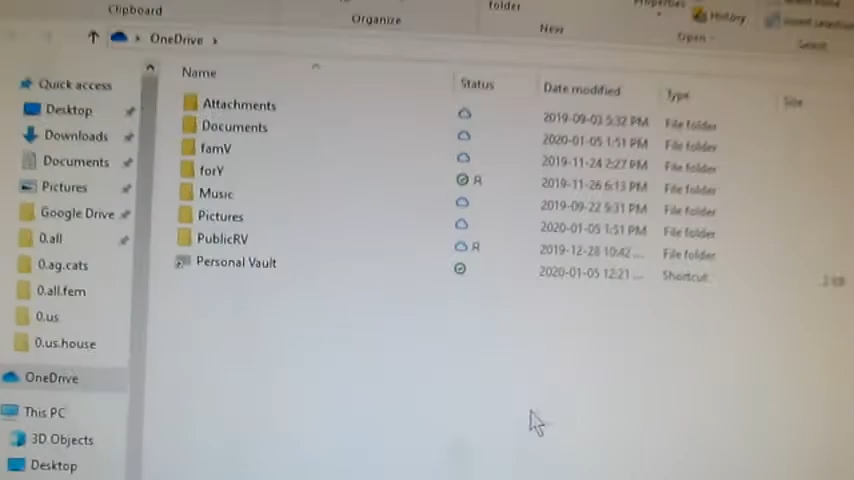 Clipboard
Organize
folder
New
Properties
Open
History
Select
OneDrive
Name
Status
Date modified
Type
Size
Attachments
2019-09-03 5:32 PM
File folder
Documents
2020-01-05 1:51 PM
File folder
famV
2019-11-24 2:27 PM
File folder
forY
2019-11-26 6:13 PM
File folder
Music
2019-09-22 5:31 PM
File folder
Pictures
2020-01-05 1:51 PM
File folder
PublicRV
2019-12-28 10:42 ...
File folder
Personal Vault
2020-01-05 12:21 ...
Shortcut
Quick access
Desktop
Downloads
Documents
Pictures
Google Drive
0.all
0.ag.cats
0.all.fem
0.us
0.us.house
OneDrive
This PC
3D Objects
Desktop